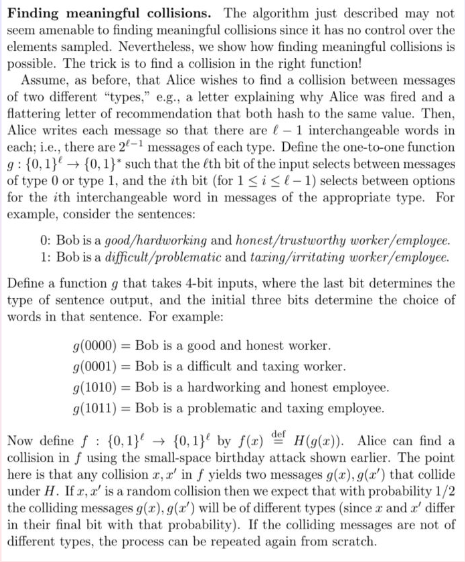 Finding meaningful collisions. The algorithm just described may not
seem amenable to finding meaningful collisions since it has no control over the
elements sampled. Nevertheless, we show how finding meaningful collisions is
possible. The trick is to find a collision in the right function!
Assume, as before, that Alice wishes to find a collision between messages
of two different “types,” e.g., a letter explaining why Alice was fired and a
flattering letter of recommendation that both hash to the same value. Then,
Alice writes each message so that there are ℓ − 1 interchangeable words in
each; i.e., there are 2^{ℓ−1} messages of each type. Define the one-to-one function
g : {0, 1}^ℓ → {0, 1}* such that the ℓth bit of the input selects between messages
of type 0 or type 1, and the ith bit (for 1 ≤ i ≤ ℓ − 1) selects between options
for the ith interchangeable word in messages of the appropriate type. For
example, consider the sentences:
0: Bob is a good/hardworking and honest/trustworthy worker/employee.
1: Bob is a difficult/problematic and taxing/irritating worker/employee.
Define a function g that takes 4-bit inputs, where the last bit determines the
type of sentence output, and the initial three bits determine the choice of
words in that sentence. For example:
g(0000) = Bob is a good and honest worker.
g(0001) = Bob is a difficult and taxing worker.
g(1010) = Bob is a hardworking and honest employee.
g(1011) = Bob is a problematic and taxing employee.
Now define f : {0, 1}^ℓ → {0, 1}^ℓ by f(x) def= H(g(x)). Alice can find a
collision in f using the small-space birthday attack shown earlier. The point
here is that any collision x, x′ in f yields two messages g(x), g(x′) that collide
under H. If x, x′ is a random collision then we expect that with probability 1/2
the colliding messages g(x), g(x′) will be of different types (since x and x′ differ
in their final bit with that probability). If the colliding messages are not of
different types, the process can be repeated again from scratch.